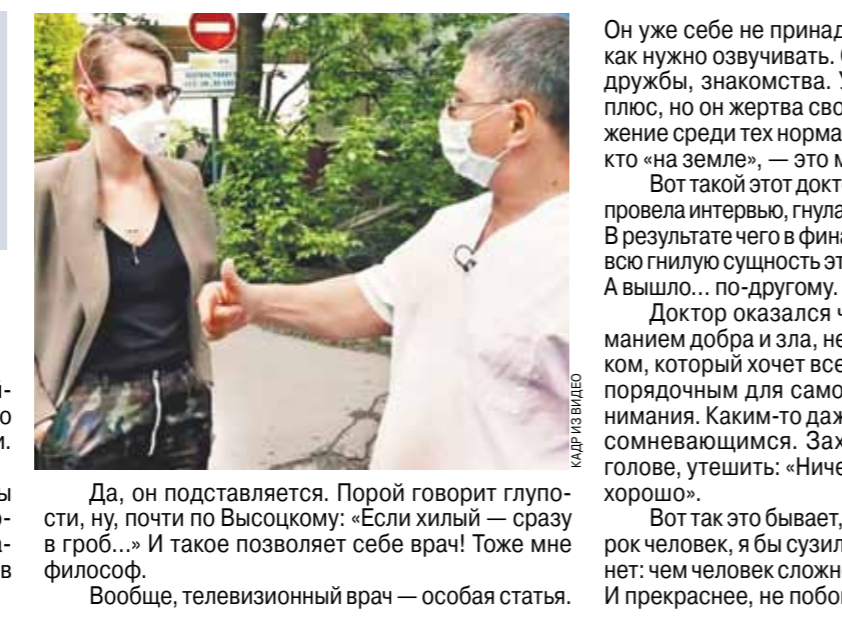 и-
о
и.
ы
о-
а-
в
КАДР ИЗ ВИДЕО
Да, он подставляется. Порой говорит глупо-
сти, ну, почти по Высоцкому: «Если хилый — сразу
в гроб...» И такое позволяет себе врач! Тоже мне
философ.
Вообще, телевизионный врач — особая статья.
Он уже себе не принад
как нужно озвучивать.
дружбы, знакомства. У
плюс, но он жертва сво
жение среди тех норма
кто «на земле», — это м
Вот такой этот докт
провела интервью, гнула
В результате чего в фина
всю гнилую сущность эт
А вышло... по-другому.
Доктор оказался ч
манием добра и зла, не
ком, который хочет все
порядочным для само
нимания. Каким-то даж
сомневающимся. Зах
голове, утешить: «Ниче
хорошо».
Вот так это бывает,
рок человек, я бы сузил
нет: чем человек сложн
И прекраснее, не побо